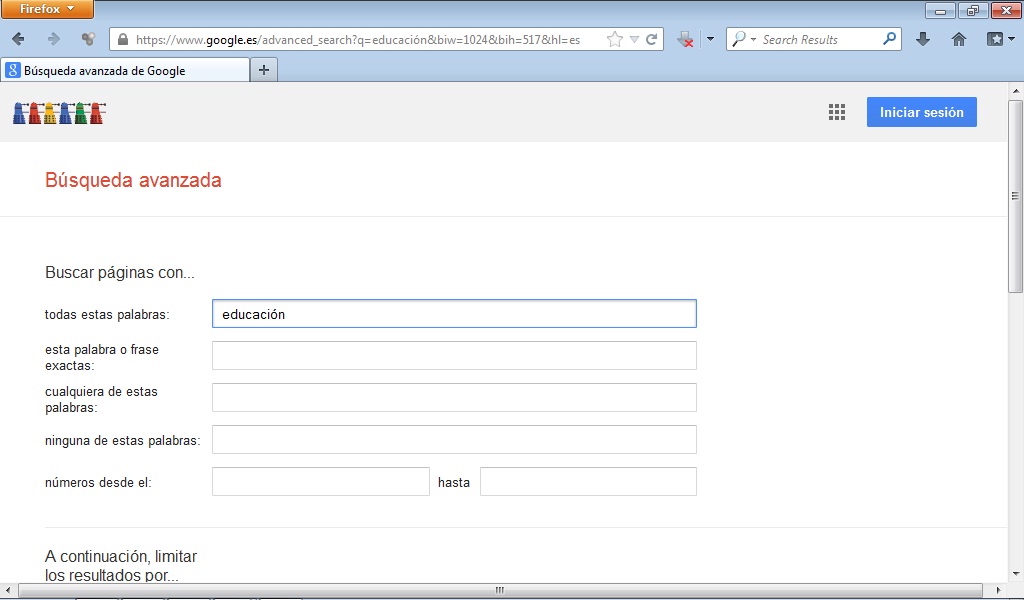 Firefox
https://www.google.es/advanced_search?q=educación&biw=1024&bih=517&hl=es
Search Results
8 Búsqueda avanzada de Google
Iniciar sesión
Búsqueda avanzada
Buscar páginas con...
todas estas palabras: educación
esta palabra o frase
exactas:
cualquiera de estas
palabras:
ninguna de estas palabras:
números desde el: hasta
A continuación, limitar
los resultados por...